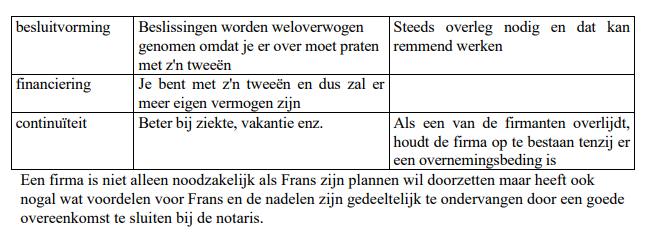 besluitvorming Beslissingen worden weloverwogen Steeds overleg nodig en dat kan
genomen omdat je er over moet praten remmend werken
met z'n tweeën
financiering Je bent met z'n tweeën en dus zal er
meer eigen vermogen zijn
continuïteit Beter bij ziekte, vakantie enz. Als een van de firmanten overlijdt,
houdt de firma op te bestaan tenzij er
een overnemingsbeding is
Een firma is niet alleen noodzakelijk als Frans zijn plannen wil doorzetten maar heeft ook
nogal wat voordelen voor Frans en de nadelen zijn gedeeltelijk te ondervangen door een goede
overeenkomst te sluiten bij de notaris.